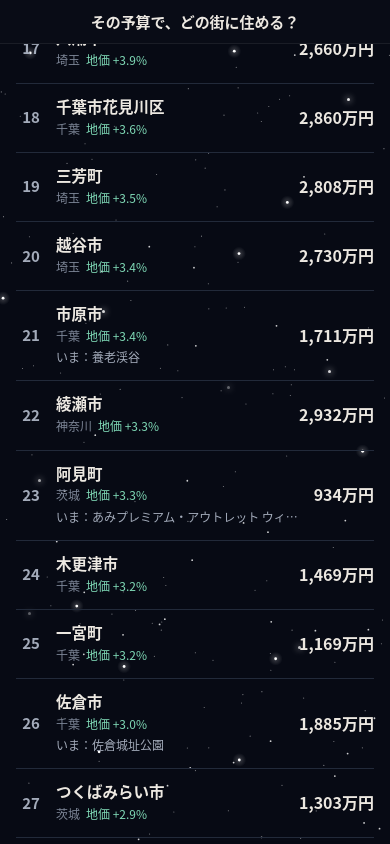 その予算で、どの街に住める?
17
2,660万円
埼玉 地価 +3.9%
18
千葉市花見川区
2,860万円
千葉 地価 +3.6%
19
三芳町
2,808万円
埼玉 地価 +3.5%
20
越谷市
2,730万円
埼玉 地価 +3.4%
21
市原市
1,711万円
千葉 地価 +3.4%
いま:養老渓谷
22
綾瀬市
2,932万円
神奈川 地価 +3.3%
23
阿見町
934万円
茨城 地価 +3.3%
いま:あみプレミアム・アウトレット ウィ…
24
木更津市
1,469万円
千葉 地価 +3.2%
25
一宮町
1,169万円
千葉 地価 +3.2%
26
佐倉市
1,885万円
千葉 地価 +3.0%
いま:佐倉城址公園
27
つくばみらい市
1,303万円
茨城 地価 +2.9%